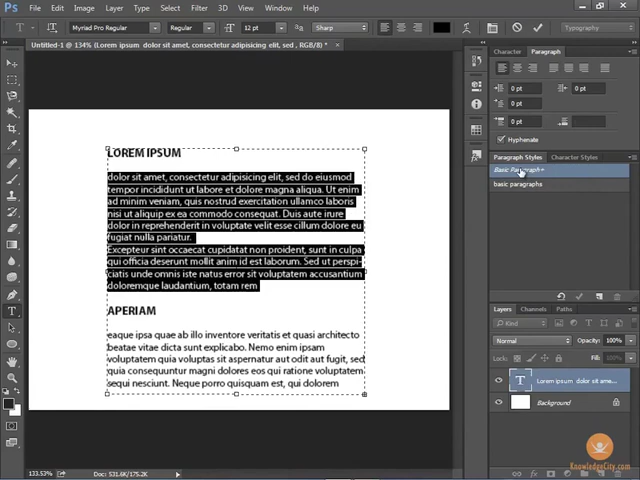 Ps File Edit Image Layer Type Select Filter 3D View Window Help
T Myriad Pro Regular Regular 12 pt aa Sharp Typography
Untitled-1 @ 134% (Lorem ipsum dolor sit amet, consectetur adipiscing elit, sed , RGB/8) * ×
Character Paragraph
0 pt 0 pt
0 pt
0 pt
Hyphenate
Paragraph Styles Character Styles
Basic Paragraph+
basic paragraphs
LOREM IPSUM
dolor sit amet, consectetur adipiscing elit, sed do eiusmod
tempor incididunt ut labore et dolore magna aliqua. Ut enim
ad minim veniam, quis nostrud exercitation ullamco laboris
nisi ut aliquip ex ea commodo consequat. Duis aute irure
dolor in reprehenderit in voluptate velit esse cillum dolore eu
fugiat nulla pariatur.
Excepteur sint occaecat cupidatat non proident, sunt in culpa
qui officia deserunt mollit anim id est laborum. Sed ut perspi-
ciatis unde omnis iste natus error sit voluptatem accusantium
doloremque laudantium, totam rem
APERIAM
eaque ipsa quae ab illo inventore veritatis et quasi architecto
beatae vitae dicta sunt explicabo. Nemo enim ipsam
voluptatem quia voluptas sit aspernatur aut odit aut fugit, sed
quia consequuntur magni dolores eos qui ratione voluptatem
sequi nesciunt. Neque porro quisquam est, qui dolorem
Layers Channels Paths
Kind
Normal Opacity: 100%
Lock: Fill: 100%
T Lorem ipsum dolor sit ame...
Background
133.53% Doc: 531.6K/175.2K
KnowledgeCity.com